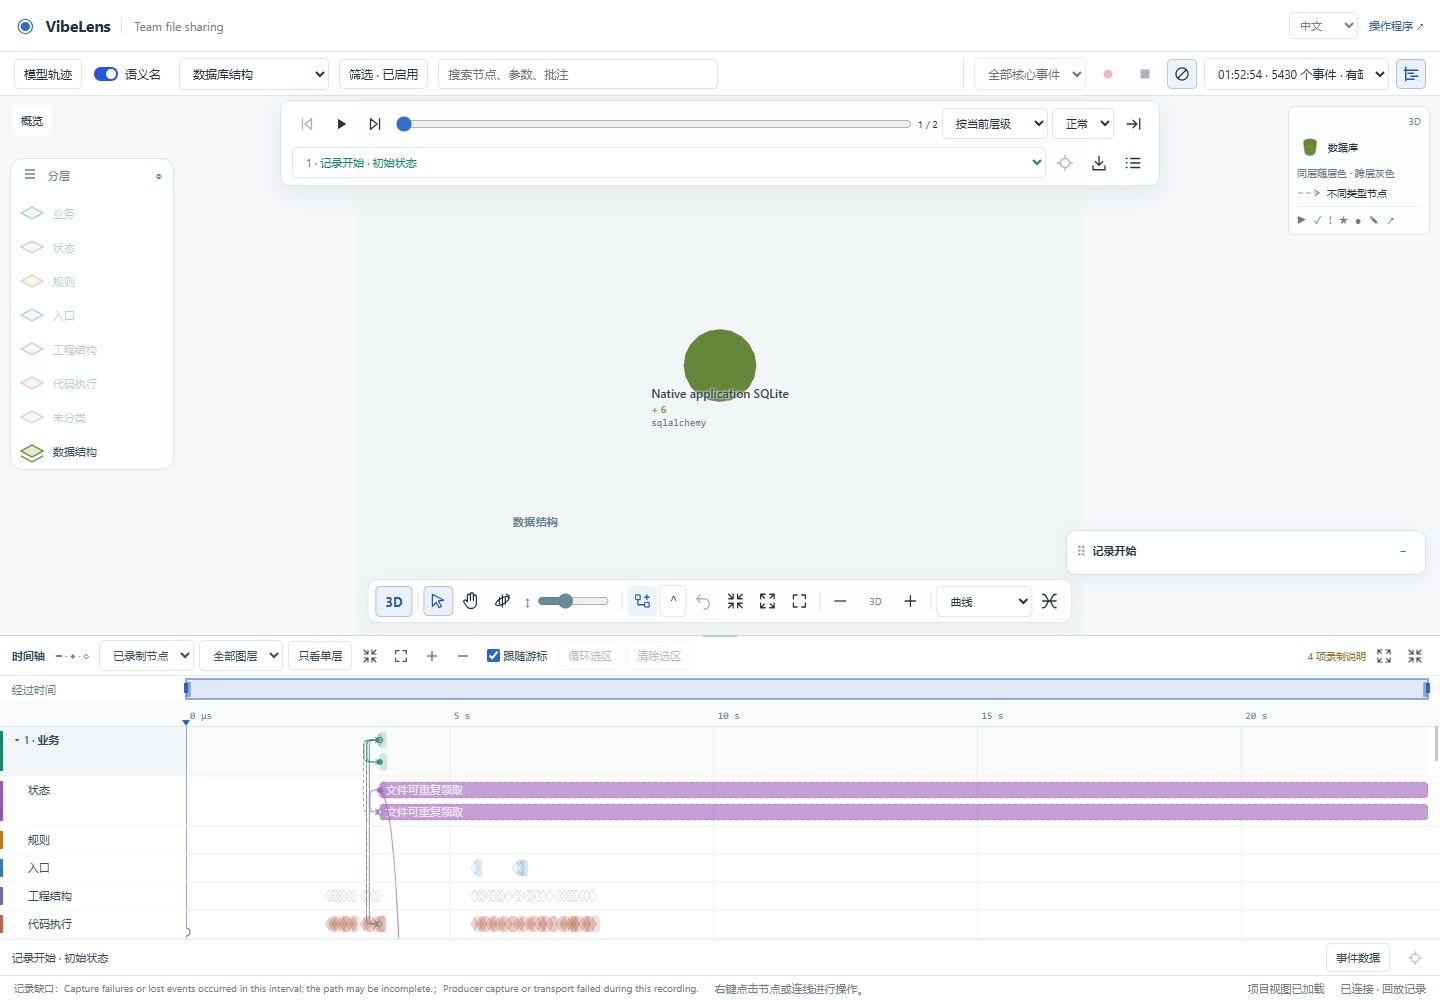 VibeLens Team file sharing 中文 操作程序 ↗
模型轨迹 语义名 数据库结构 筛选 · 已启用 搜索节点、参数、批注 全部核心事件 01:52:54 · 5430 个事件 · 有缺
概览
1 / 2 按当前层级 正常
1 · 记录开始 · 初始状态
3D
数据库
同层随层色 · 跨层灰色
不同类型节点
分层
业务
状态
规则
入口
工程结构
代码执行
未分类
数据结构
Native application SQLite
+ 6
sqlalchemy
数据结构
记录开始
3D 3D 曲线
时间轴 已录制节点 全部图层 只看单层 跟随游标 循环选区 清除选区 4 项录制说明
经过时间
0 μs 5 s 10 s 15 s 20 s
1 · 业务
状态 文件可重复领取
文件可重复领取
规则
入口
工程结构
代码执行
记录开始 · 初始状态 事件数据
记录缺口: Capture failures or lost events occurred in this interval; the path may be incomplete.; Producer capture or transport failed during this recording. 右键点击节点或连线进行操作。 项目视图已加载 已连接 · 回放记录